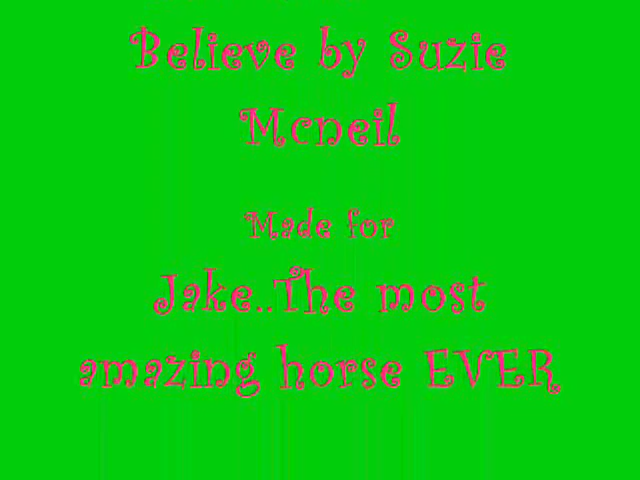 Believe by Suzie
Mcneil
Made for
Jake..The most
amazing horse EVER